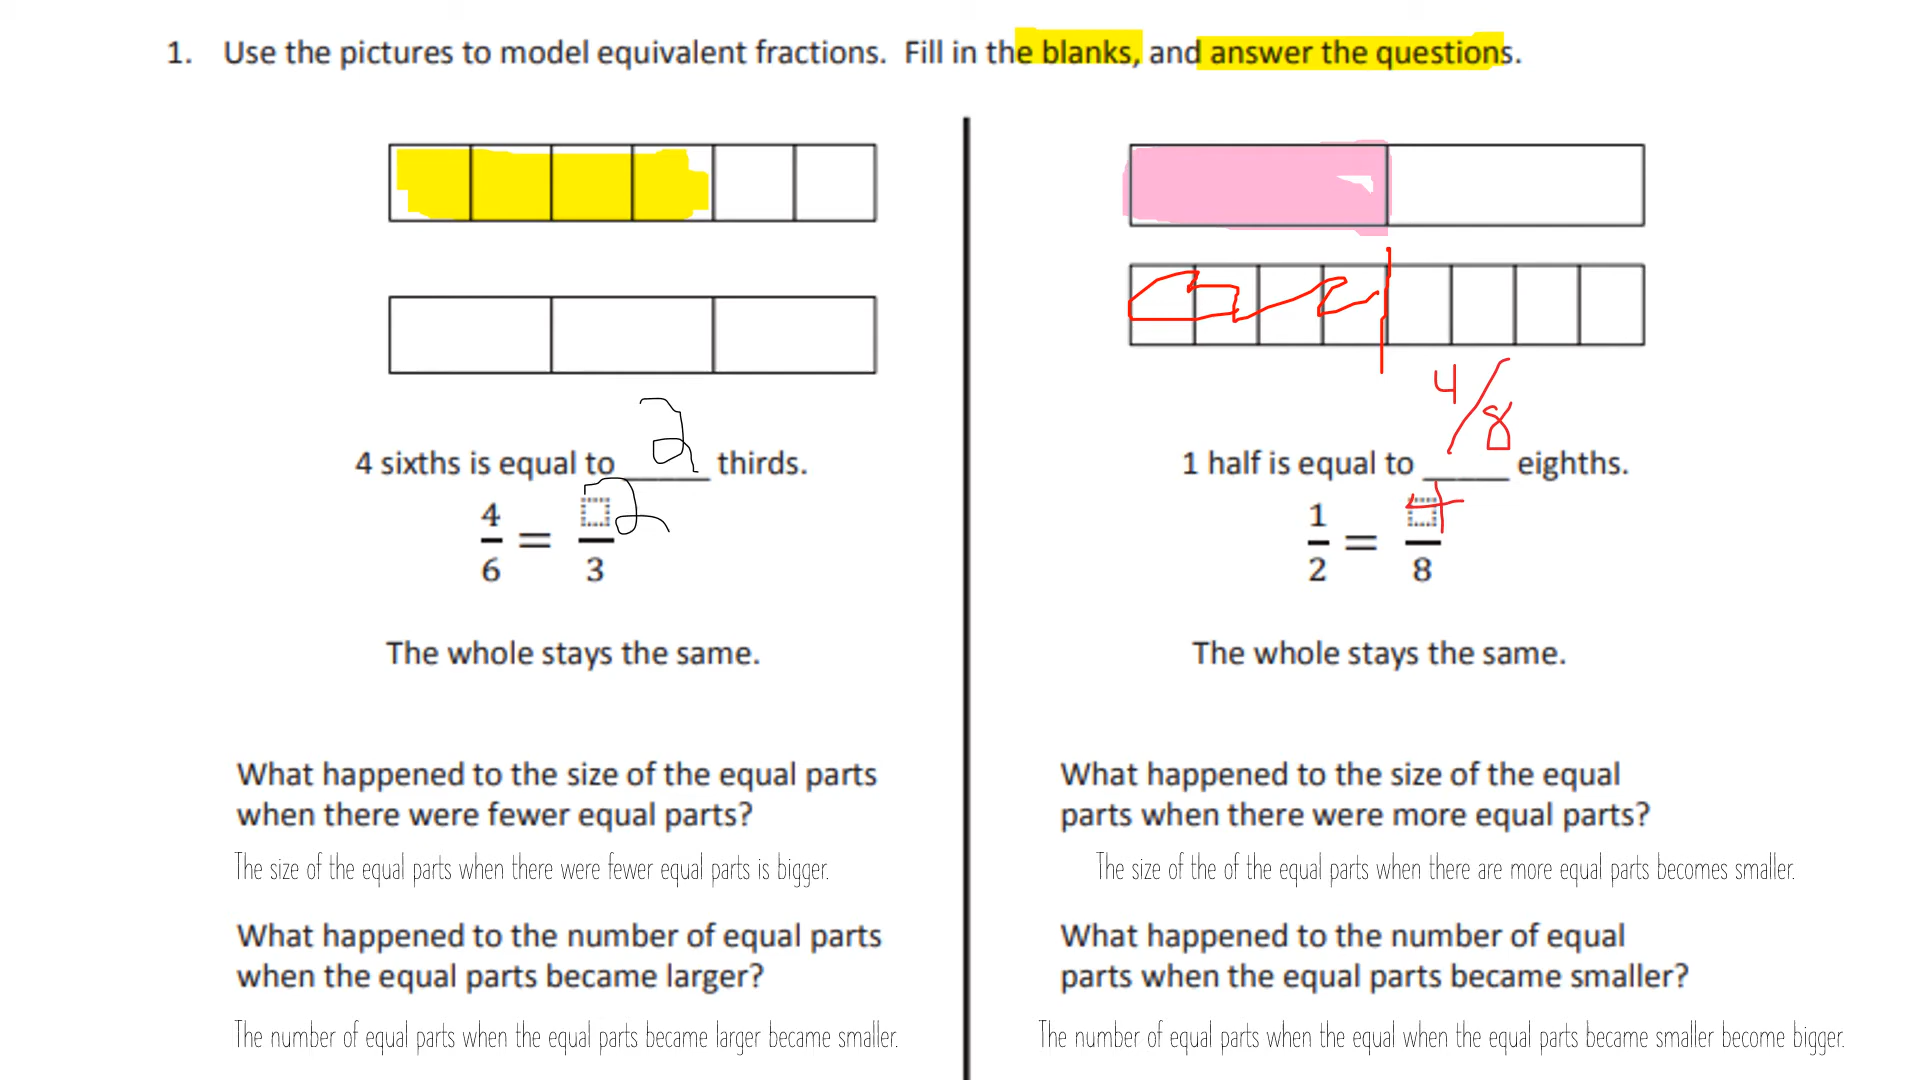 1. Use the pictures to model equivalent fractions. Fill in the blanks, and answer the questions.
4 sixths is equal to 2 thirds.
4/6 = 2/3
The whole stays the same.
What happened to the size of the equal parts
when there were fewer equal parts?
The size of the equal parts when there were fewer equal parts is bigger.
What happened to the number of equal parts
when the equal parts became larger?
The number of equal parts when the equal parts became larger became smaller.
1 half is equal to 4/8 eighths.
1/2 = 4/8
The whole stays the same.
What happened to the size of the equal
parts when there were more equal parts?
The size of the of the equal parts when there are more equal parts becomes smaller.
What happened to the number of equal
parts when the equal parts became smaller?
The number of equal parts when the equal when the equal parts became smaller become bigger.